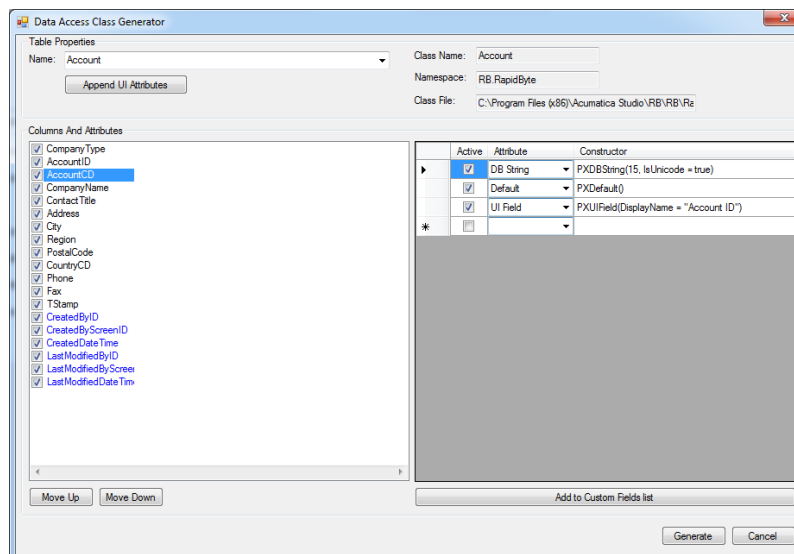 Data Access Class Generator
Table Properties
Name: Account
Append UI Attributes
Class Name: Account
Namespace: RB.RapidByte
Class File: C:\Program Files (x86)\Acumatica Studio\RB\RB\Ra
Columns And Attributes
CompanyType
AccountID
AccountCD
CompanyName
ContactTitle
Address
City
Region
PostalCode
CountryCD
Phone
Fax
TStamp
CreatedByID
CreatedByScreenID
CreatedDateTime
LastModifiedByID
LastModifiedByScreen
LastModifiedDateTim
Active Attribute Constructor
DB String PXDBString(15, IsUnicode = true)
Default PXDefault()
UI Field PXUIField(DisplayName = "Account ID")
Move Up Move Down
Add to Custom Fields list
Generate Cancel